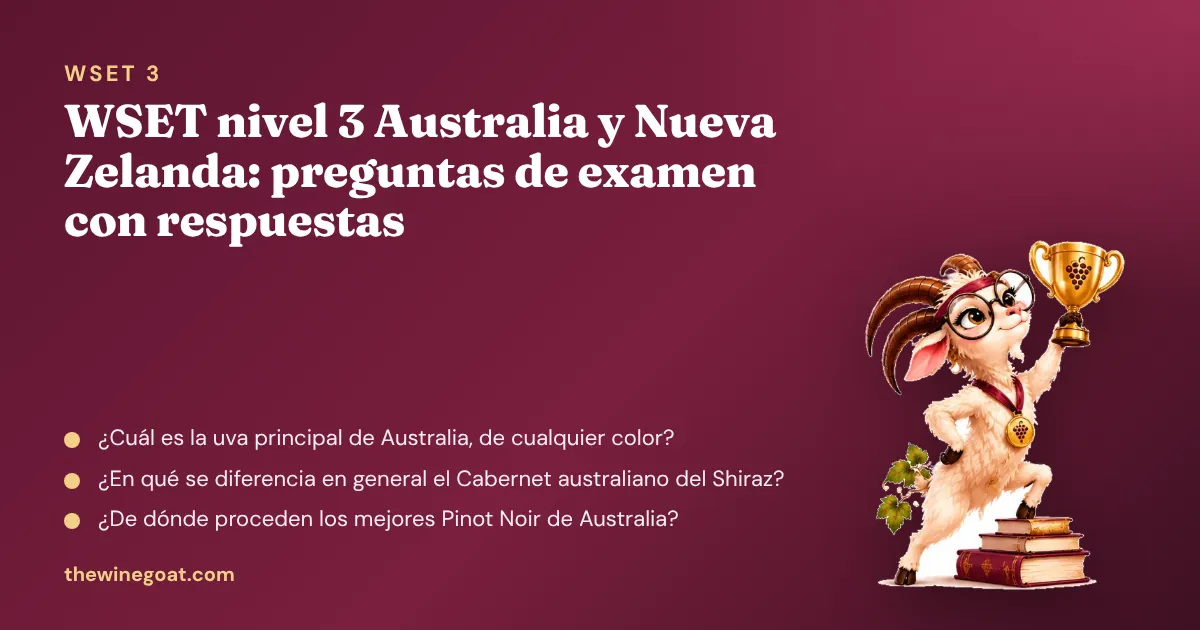 WSET 3
WSET nivel 3 Australia y Nueva
Zelanda: preguntas de examen
con respuestas
¿Cuál es la uva principal de Australia, de cualquier color?
¿En qué se diferencia en general el Cabernet australiano del Shiraz?
¿De dónde proceden los mejores Pinot Noir de Australia?
thewinegoat.com